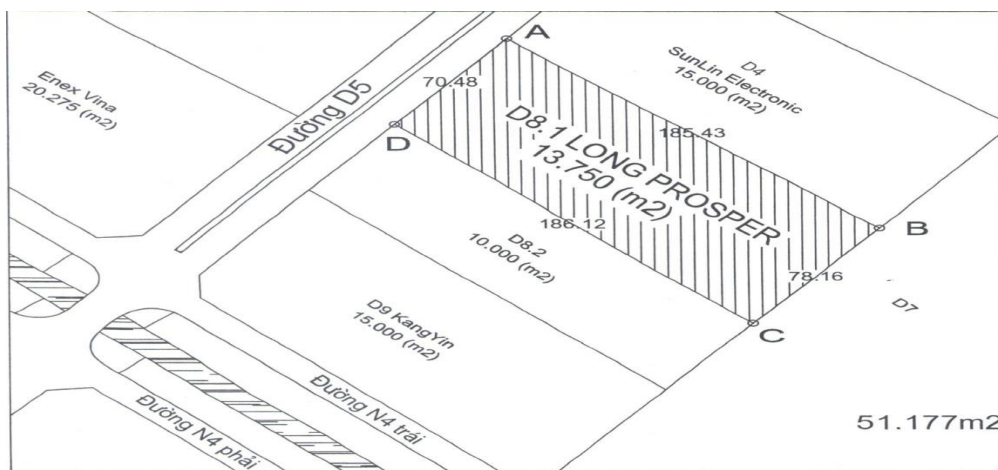 A
D4
SunLin Electronic
15.000 (m2)
Enex Vina
20.275 (m2)
Đường D5
70.48
185.43
D
D8.1 LONG PROSPER
13.750 (m2)
B
186.12
D8.2
10.000 (m2)
78.16
D7
C
D9 KangYin
15.000 (m2)
Đường N4 trái
Đường N4 phải
51.177m2